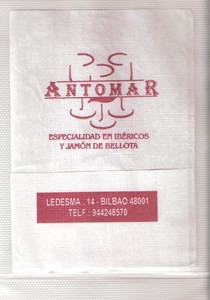 ANTOMAR
ESPECIALIDAD EN IBÉRICOS
Y JAMÓN DE BELLOTA
LEDESMA, 14 - BILBAO 48001
TELF.: 944246570